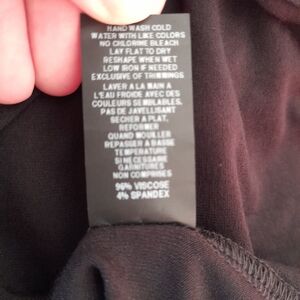 HAND WASH COLD
WATER WITH LIKE COLORS
NO CHLORINE BLEACH
LAY FLAT TO DRY
RESHAPE WHEN WET
LOW IRON IF NEEDED
EXCLUSIVE OF TRIMMINGS
LAVER A LA MAIN A
L'EAU FROIDE AVEC DES
COULEURS SEMBLABLES,
PAS DE JAVELLISANT
SECHER A PLAT,
REFORMER
QUAND MOUILLER
REPASSER A BASSE
TEMPERATURE
SI NECESSAIRE
GARNITURES
NON COMPRISES
96% VISCOSE
4% SPANDEX